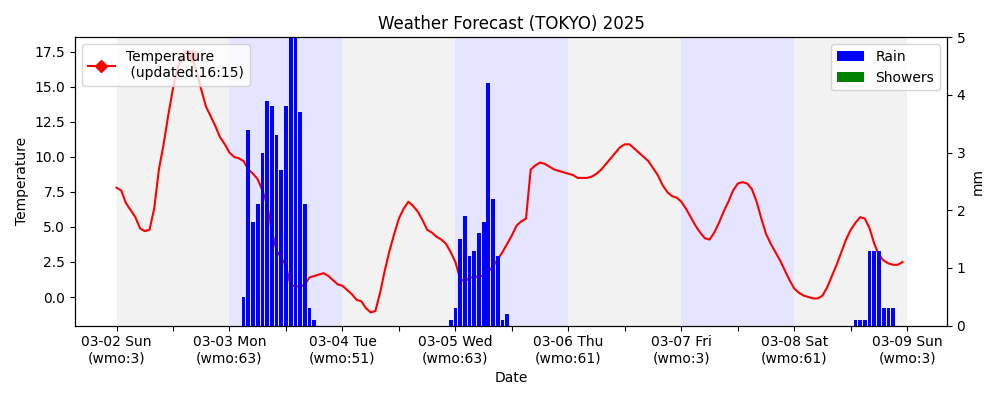 Weather Forecast (TOKYO) 2025
Temperature
(updated:16:15)
Rain
Showers
17.5
15.0
12.5
10.0
7.5
5.0
2.5
0.0
Temperature
5
4
3
2
1
0
mm
03-02 Sun
(wmo:3)
03-03 Mon
(wmo:63)
03-04 Tue
(wmo:51)
03-05 Wed
(wmo:63)
03-06 Thu
(wmo:61)
03-07 Fri
(wmo:3)
03-08 Sat
(wmo:61)
03-09 Sun
(wmo:3)
Date